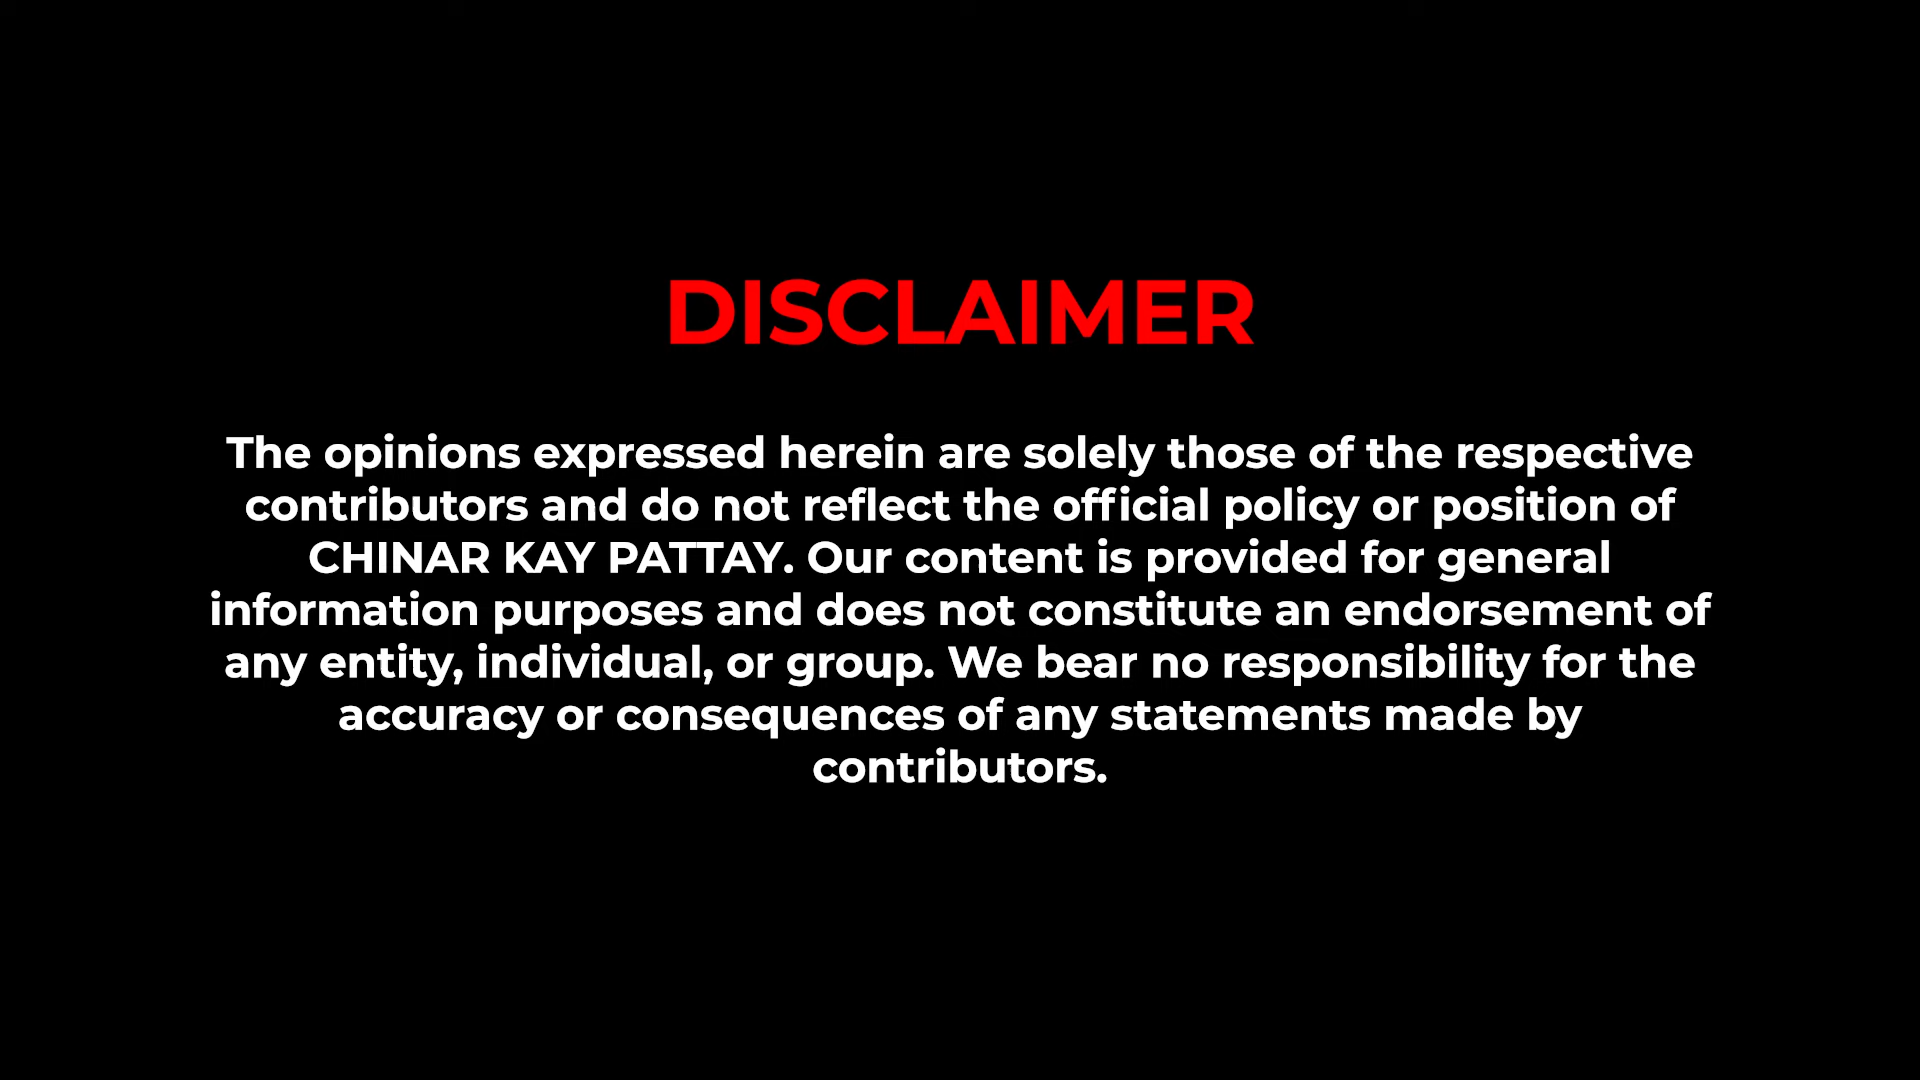 DISCLAIMER
The opinions expressed herein are solely those of the respective
contributors and do not reflect the official policy or position of
CHINAR KAY PATTAY. Our content is provided for general
information purposes and does not constitute an endorsement of
any entity, individual, or group. We bear no responsibility for the
accuracy or consequences of any statements made by
contributors.